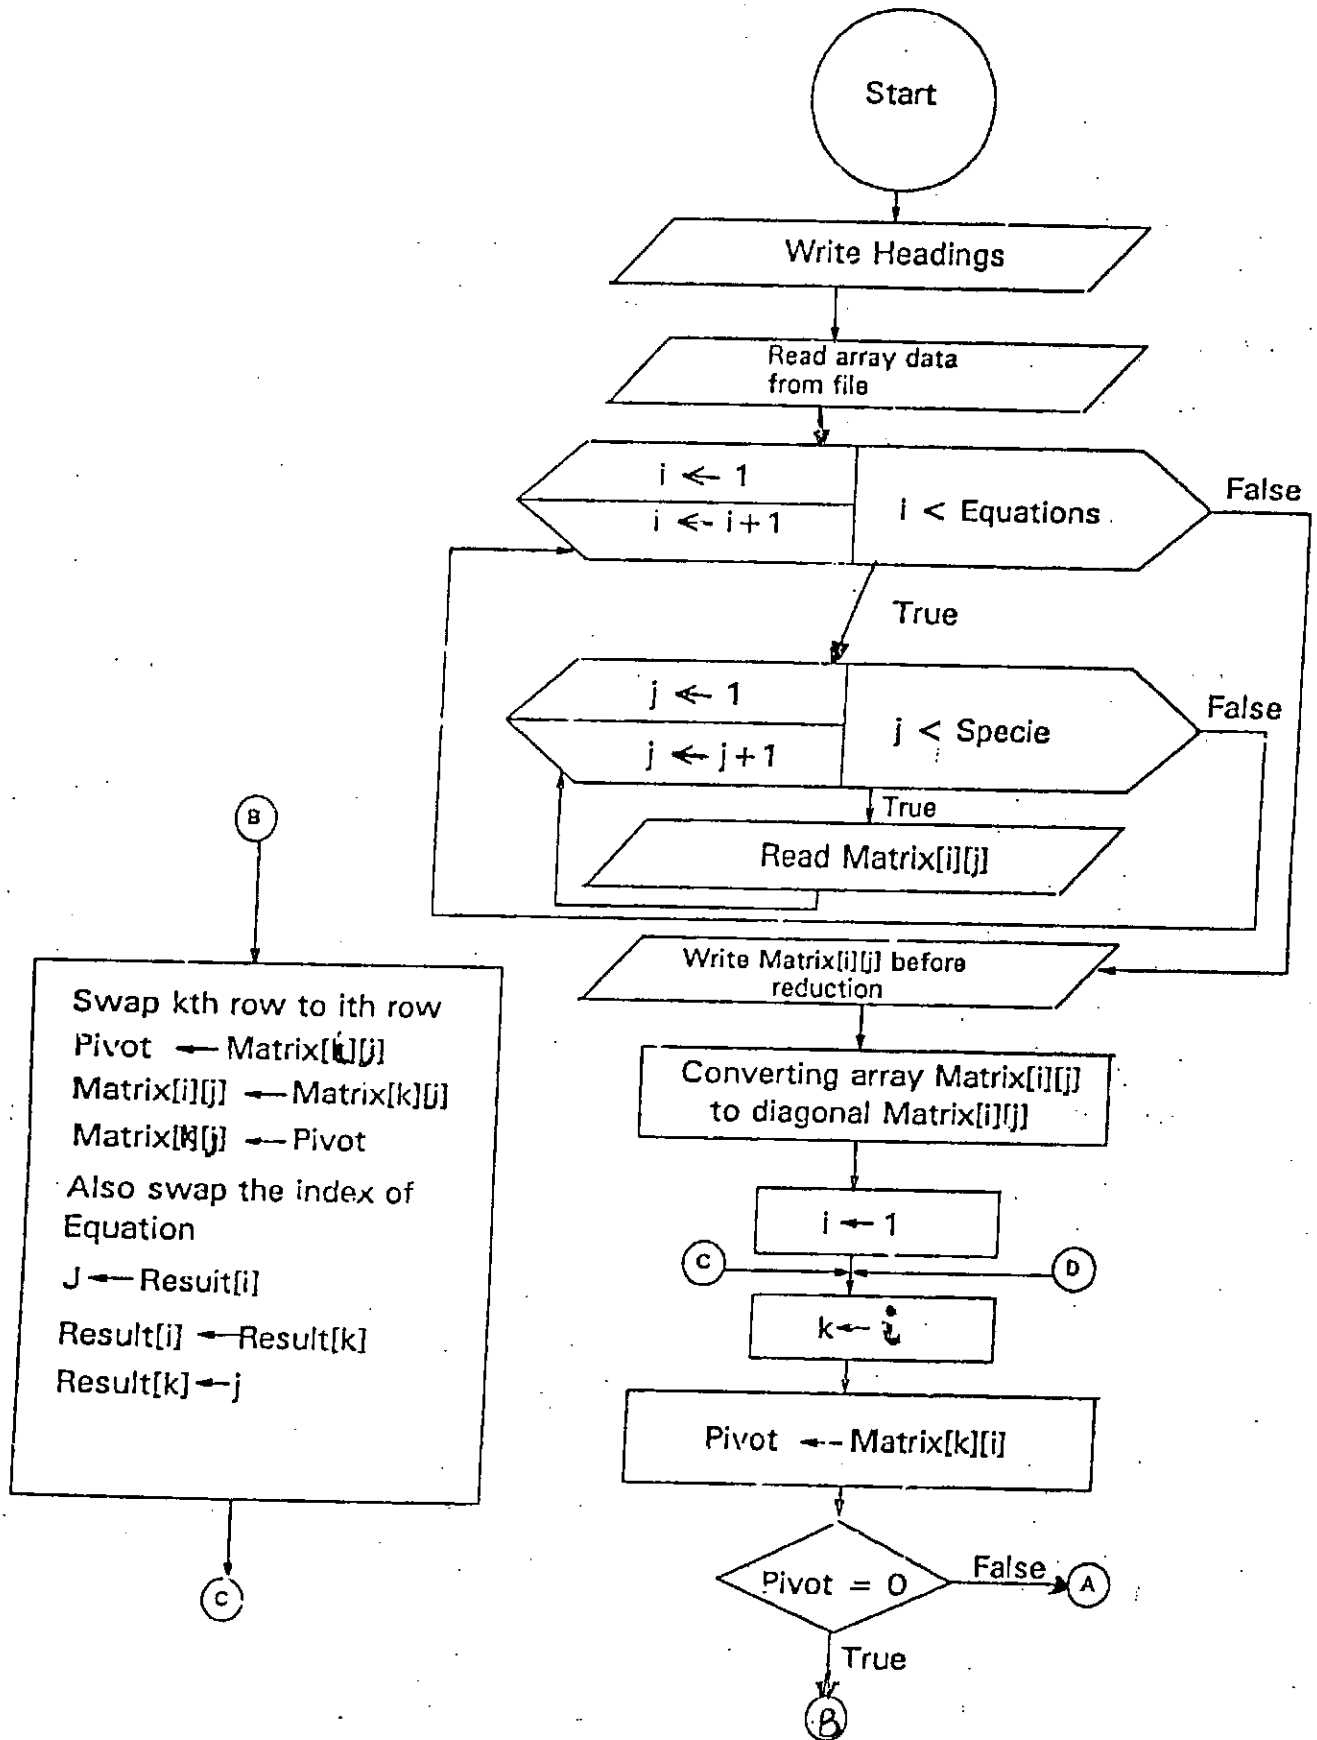 Start
Write Headings
Read array data
from file
i ← 1
i ← i+1
i < Equations
False
True
j ← 1
j ← j+1
j < Specie
False
True
Read Matrix[i][j]
Write Matrix[i][j] before
reduction
Converting array Matrix[i][j]
to diagonal Matrix[i][j]
i ← 1
C
D
k ← i
Pivot ← Matrix[k][i]
Pivot = 0
False
A
True
B
B
Swap kth row to ith row
Pivot ← Matrix[i][j]
Matrix[i][j] ← Matrix[k][j]
Matrix[k][j] ← Pivot
Also swap the index of
Equation
J ← Result[i]
Result[i] ← Result[k]
Result[k] ← j
C